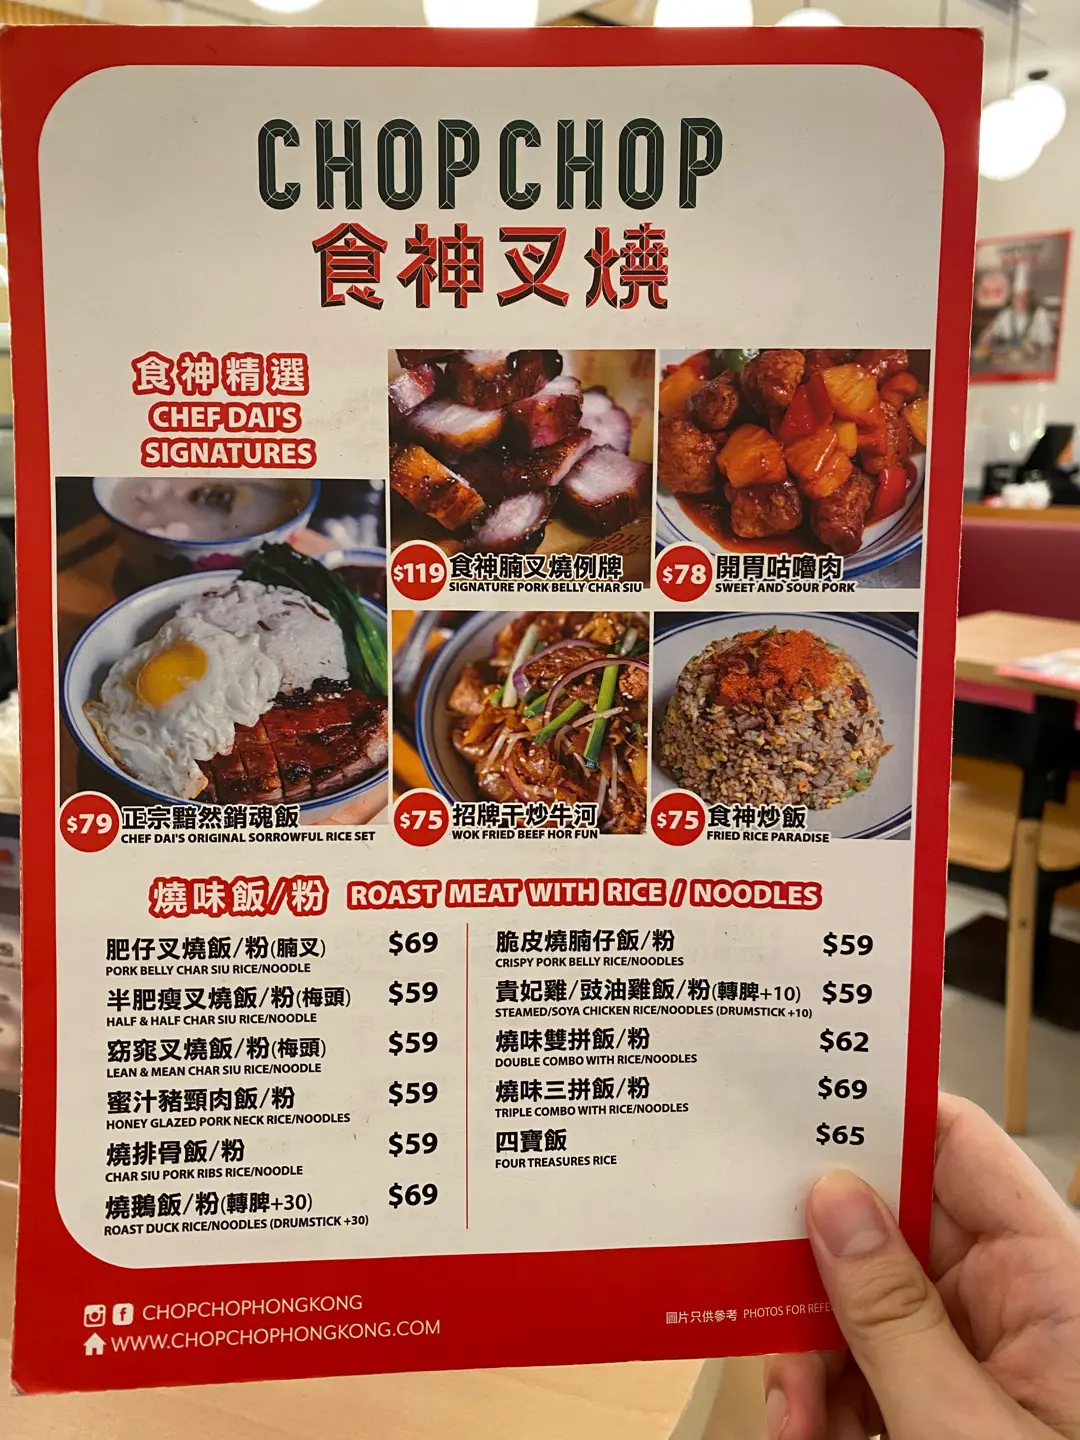 CHOPCHOP
食神叉燒
食神精選
CHEF DAI'S
SIGNATURES
$119
食神腩叉燒例牌
SIGNATURE PORK BELLY CHAR SIU
$78
開胃咕嚕肉
SWEET AND SOUR PORK
$79
正宗黯然銷魂飯
CHEF DAI'S ORIGINAL SORROWFUL RICE SET
$75
招牌干炒牛河
WOK FRIED BEEF HOR FUN
$75
食神炒飯
FRIED RICE PARADISE
燒味飯/粉 ROAST MEAT WITH RICE / NOODLES
肥仔叉燒飯/粉(腩叉) $69
PORK BELLY CHAR SIU RICE/NOODLE
半肥瘦叉燒飯/粉(梅頭) $59
HALF & HALF CHAR SIU RICE/NOODLE
窈窕叉燒飯/粉(梅頭) $59
LEAN & MEAN CHAR SIU RICE/NOODLE
蜜汁豬頸肉飯/粉 $59
HONEY GLAZED PORK NECK RICE/NOODLES
燒排骨飯/粉 $59
CHAR SIU PORK RIBS RICE/NOODLE
燒鵝飯/粉(轉脾+30) $69
ROAST DUCK RICE/NOODLES (DRUMSTICK +30)
脆皮燒腩仔飯/粉 $59
CRISPY PORK BELLY RICE/NOODLES
貴妃雞/豉油雞飯/粉(轉脾+10) $59
STEAMED/SOYA CHICKEN RICE/NOODLES (DRUMSTICK +10)
燒味雙拼飯/粉 $62
DOUBLE COMBO WITH RICE/NOODLES
燒味三拼飯/粉 $69
TRIPLE COMBO WITH RICE/NOODLES
四寶飯 $65
FOUR TREASURES RICE
CHOPCHOPHONGKONG
WWW.CHOPCHOPHONGKONG.COM
圖片只供參考 PHOTOS FOR